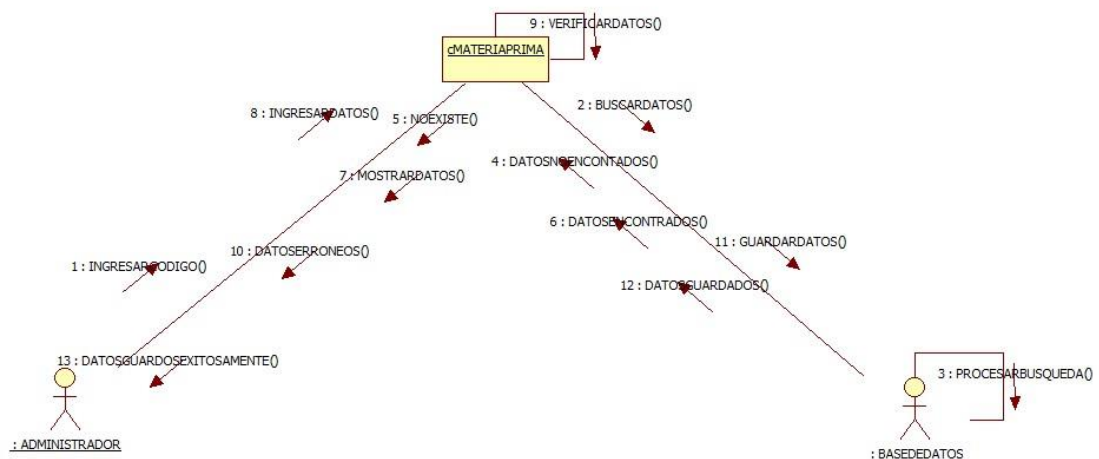 9 : VERIFICARDATOS()
cMATERIAPRIMA
8 : INGRESARDATOS()
2 : BUSCARDATOS()
5 : NOEXISTE()
4 : DATOSNOENCONTADOS()
7 : MOSTRARDATOS()
6 : DATOSENCONTRADOS()
11 : GUARDARDATOS()
10 : DATOSERRONEOS()
1 : INGRESARCODIGO()
12 : DATOSGUARDADOS()
13 : DATOSGUARDOSEXITOSAMENTE()
3 : PROCESARBUSQUEDA()
: ADMINISTRADOR
: BASEDEDATOS